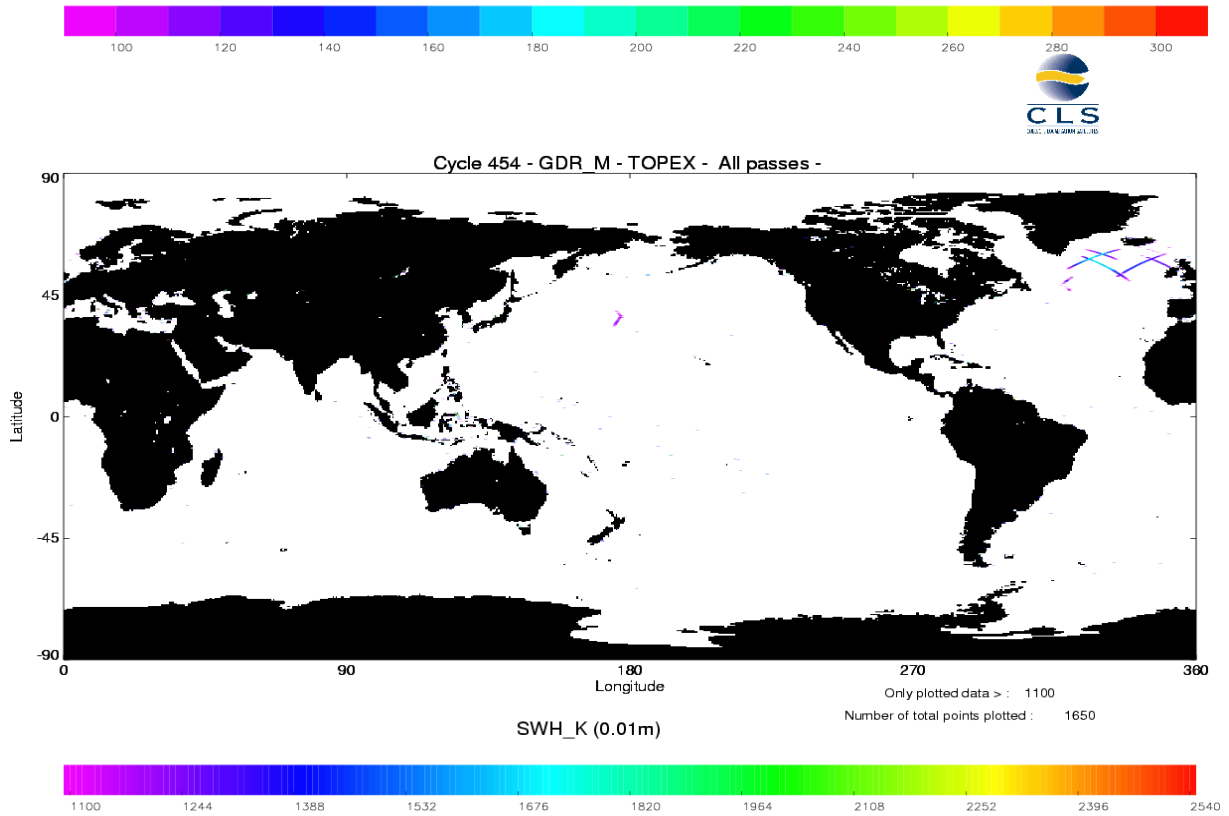 100 120 140 160 180 200 220 240 260 280 300
CLS
Cycle 454 - GDR_M - TOPEX - All passes -
90
45
0
-45
-90
Latitude
0 90 180 270 360
Longitude
Only plotted data > : 1100
Number of total points plotted : 1650
SWH_K (0.01m)
1100 1244 1388 1532 1676 1820 1964 2108 2252 2396 2540